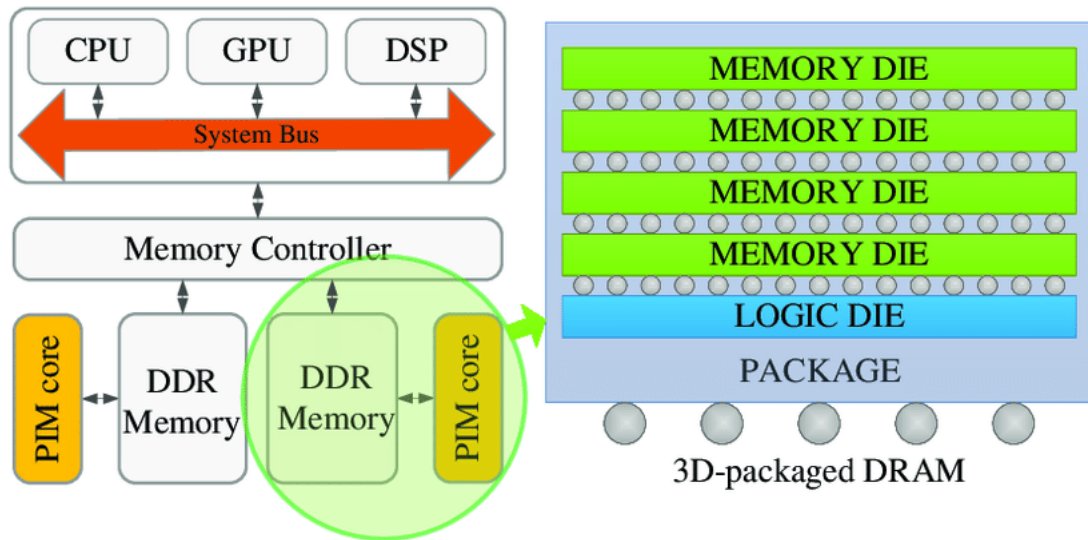 CPU
GPU
DSP
System Bus
Memory Controller
PIM core
DDR
Memory
DDR
Memory
PIM core
MEMORY DIE
MEMORY DIE
MEMORY DIE
MEMORY DIE
LOGIC DIE
PACKAGE
3D-packaged DRAM